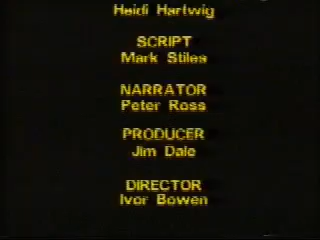 Heidi Hartwig
SCRIPT
Mark Stiles
NARRATOR
Peter Ross
PRODUCER
Jim Dale
DIRECTOR
Ivor Bowen